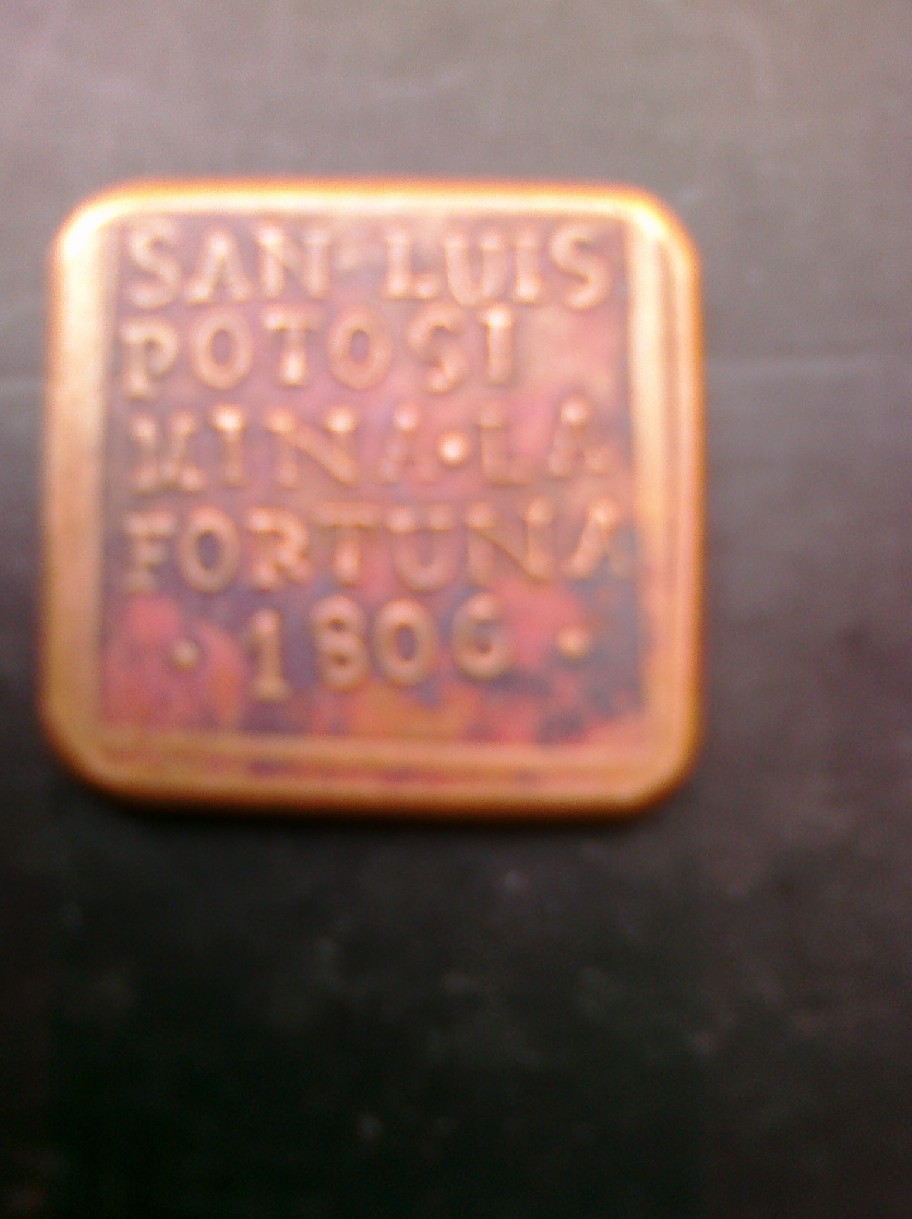 SAN LUIS
POTOSI
MINA·LA
FORTUNA
·1806·